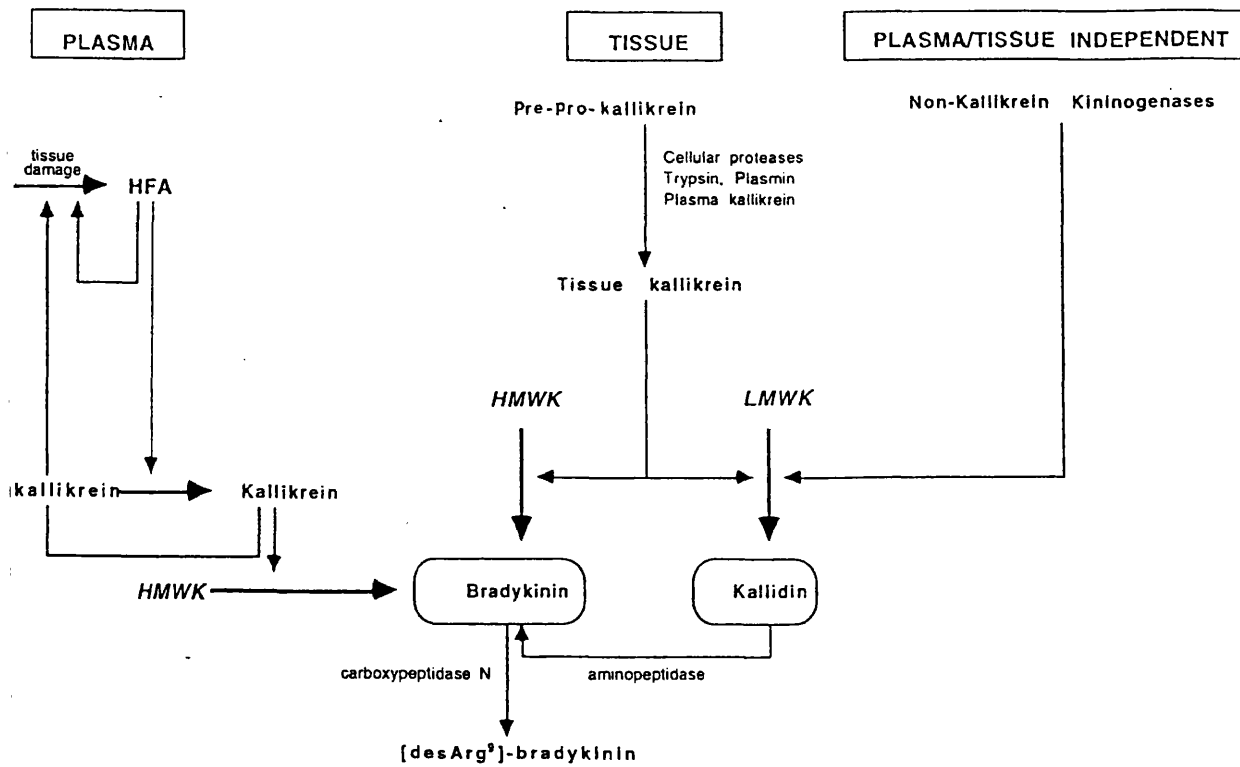 PLASMA
TISSUE
PLASMA/TISSUE INDEPENDENT
Pre-pro-kallikrein
Non-Kallikrein Kininogenases
tissue
damage
HFA
Cellular proteases
Trypsin, Plasmin
Plasma kallikrein
Tissue kallikrein
HMWK
LMWK
kallikrein
Kallikrein
HMWK
Bradykinin
Kallidin
carboxypeptidase N
aminopeptidase
[desArg⁹]-bradykinin